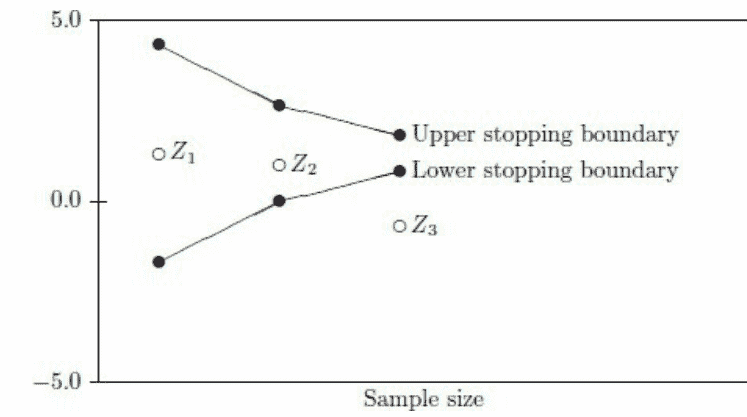 5.0
Upper stopping boundary
Z₁
Z₂
Lower stopping boundary
0.0
Z₃
−5.0
Sample size